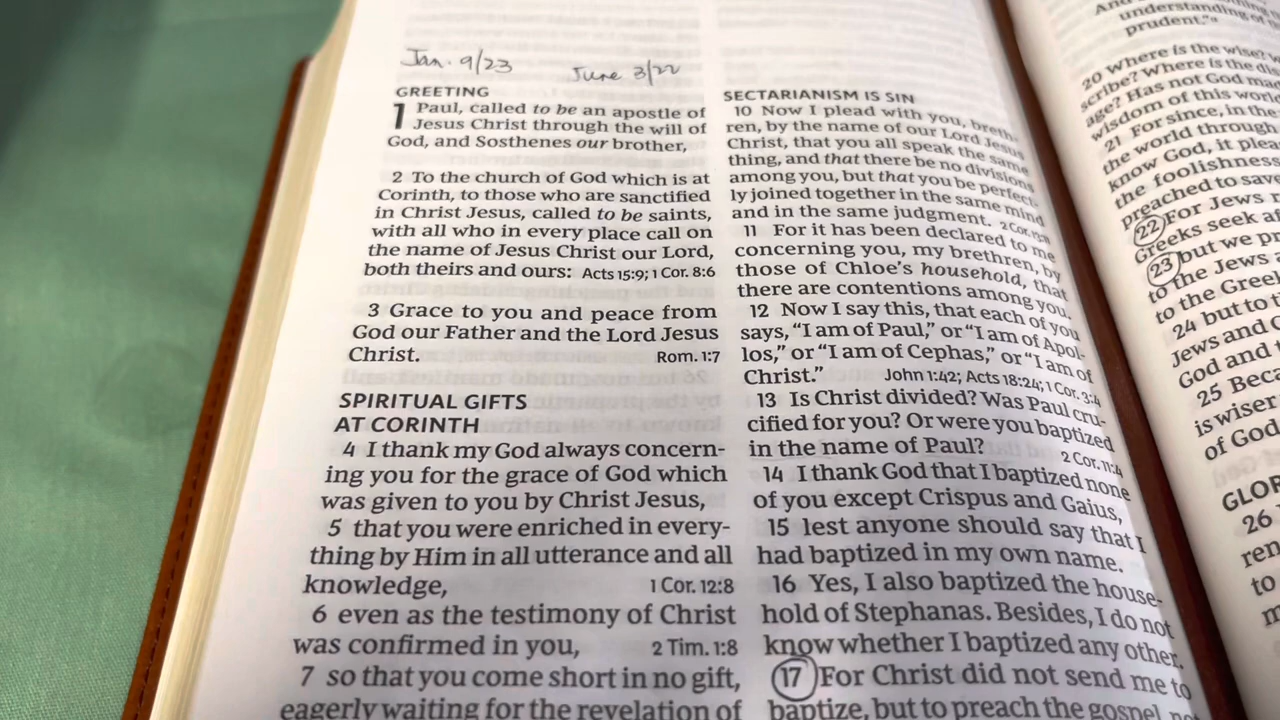 Jan. 9/23 June 3/22
GREETING
1 Paul, called to be an apostle of
Jesus Christ through the will of
God, and Sosthenes our brother,
2 To the church of God which is at
Corinth, to those who are sanctified
in Christ Jesus, called to be saints,
with all who in every place call on
the name of Jesus Christ our Lord,
both theirs and ours: Acts 15:9; 1 Cor. 8:6
3 Grace to you and peace from
God our Father and the Lord Jesus
Christ. Rom. 1:7
SPIRITUAL GIFTS
AT CORINTH
4 I thank my God always concern-
ing you for the grace of God which
was given to you by Christ Jesus,
5 that you were enriched in every-
thing by Him in all utterance and all
knowledge, 1 Cor. 12:8
6 even as the testimony of Christ
was confirmed in you, 2 Tim. 1:8
7 so that you come short in no gift,
eagerly waiting for the revelation of
SECTARIANISM IS SIN
10 Now I plead with you, breth-
ren, by the name of our Lord Jesus
Christ, that you all speak the same
thing, and that there be no divisions
among you, but that you be perfect-
ly joined together in the same mind
and in the same judgment. 2 Cor. 13:11
11 For it has been declared to me
concerning you, my brethren, by
those of Chloe's household, that
there are contentions among you.
12 Now I say this, that each of you
says, "I am of Paul," or "I am of Apol-
los," or "I am of Cephas," or "I am of
Christ." John 1:42; Acts 18:24; 1 Cor. 3:4
13 Is Christ divided? Was Paul cru-
cified for you? Or were you baptized
in the name of Paul? 2 Cor. 11:4
14 I thank God that I baptized none
of you except Crispus and Gaius,
15 lest anyone should say that I
had baptized in my own name.
16 Yes, I also baptized the house-
hold of Stephanas. Besides, I do not
know whether I baptized any other.
17 For Christ did not send me to
baptize, but to preach the gospel,
understanding of
prudent."
20 Where is the wise?
scribe? Where is the
age? Has not God
wisdom of this
21 For since, in the
the world through
know God, it
the foolishness
preached to save
22 For Jews
Greeks seek
23 but we
to the Jews
to the
24 but to
Jews and
God and
25
is wiser
of God
26
to